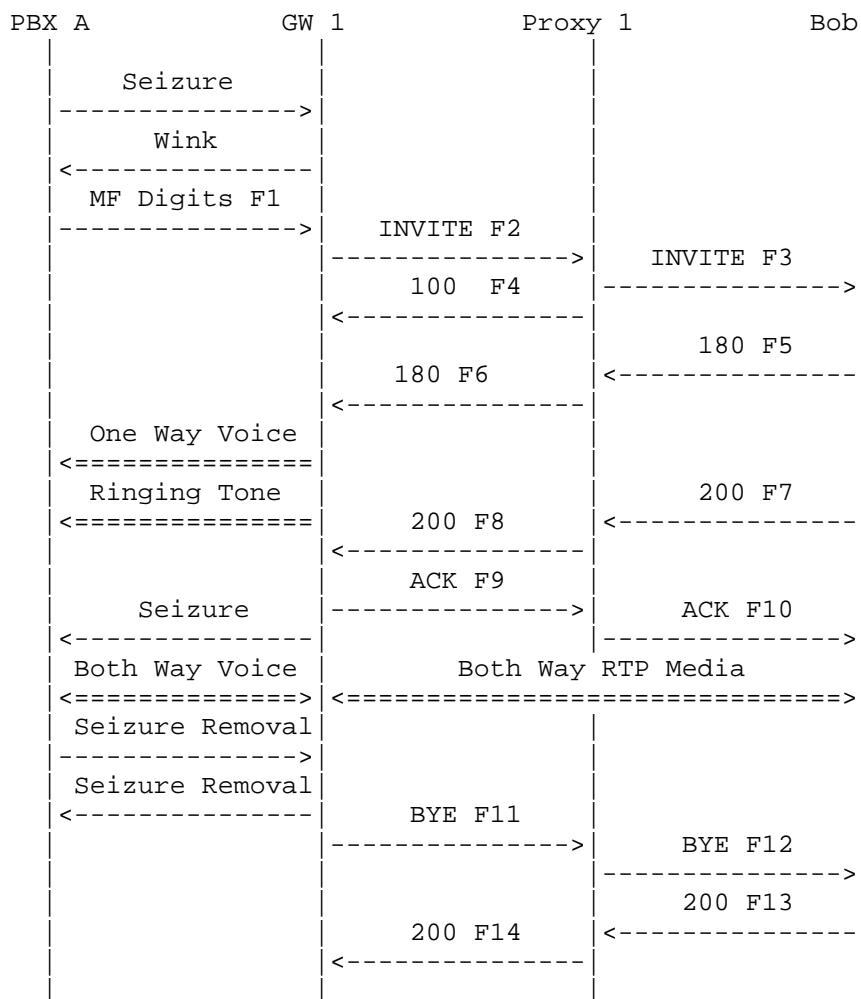 PBX A GW 1 Proxy 1 Bob
Seizure
Wink
MF Digits F1
INVITE F2
INVITE F3
100 F4
180 F5
180 F6
One Way Voice
Ringing Tone 200 F7
200 F8
ACK F9
Seizure ACK F10
Both Way Voice Both Way RTP Media
Seizure Removal
Seizure Removal
BYE F11
BYE F12
200 F13
200 F14